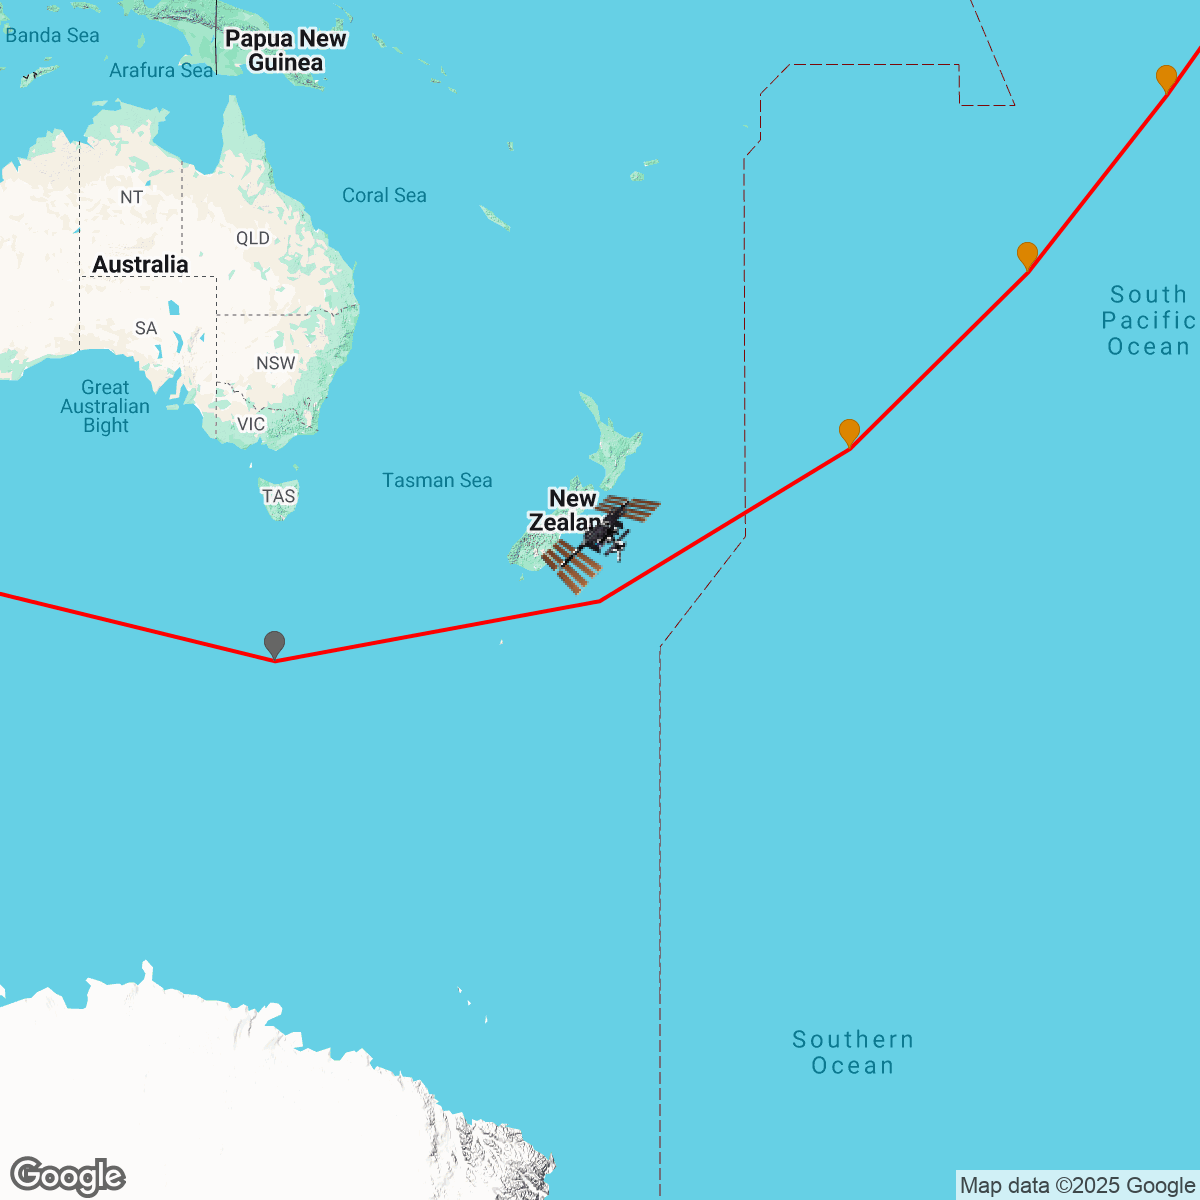 Banda Sea
Papua New
Guinea
Arafura Sea
Coral Sea
NT
QLD
Australia
SA
NSW
VIC
TAS
Great
Australian
Bight
Tasman Sea
New
Zealan
South
Pacific
Ocean
Southern
Ocean
Google
Map data ©2025 Google